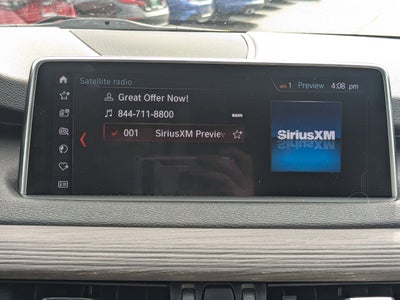 Satellite radio
1 Preview 4:08 pm
Great Offer Now!
844-711-8800
001 SiriusXM Preview
SiriusXM